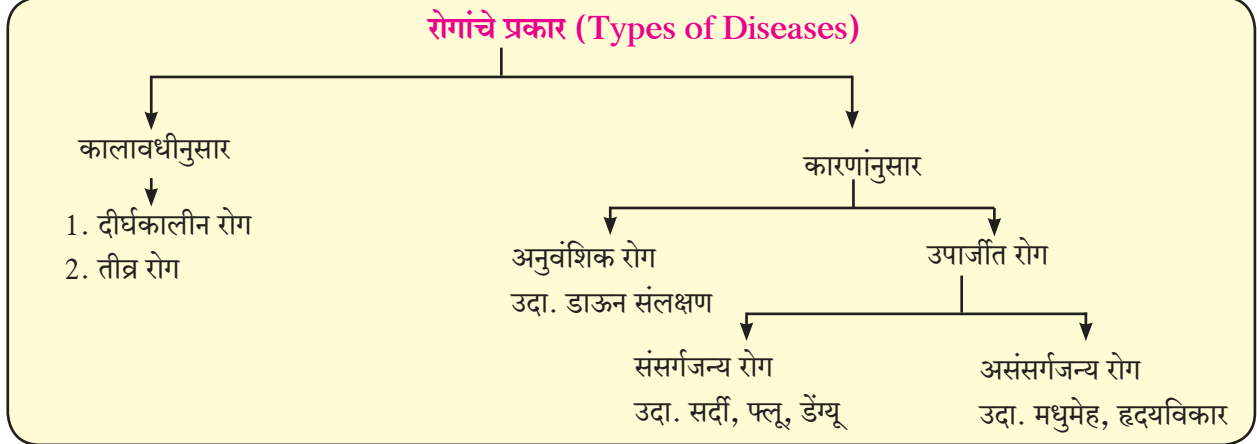 रोगांचे प्रकार (Types of Diseases)
कालावधीनुसार
1. दीर्घकालीन रोग
2. तीव्र रोग
कारणांनुसार
अनुवंशिक रोग
उदा. डाऊन संलक्षण
उपार्जीत रोग
संसर्गजन्य रोग
उदा. सर्दी, फ्लू, डेंग्यू
असंसर्गजन्य रोग
उदा. मधुमेह, हृदयविकार